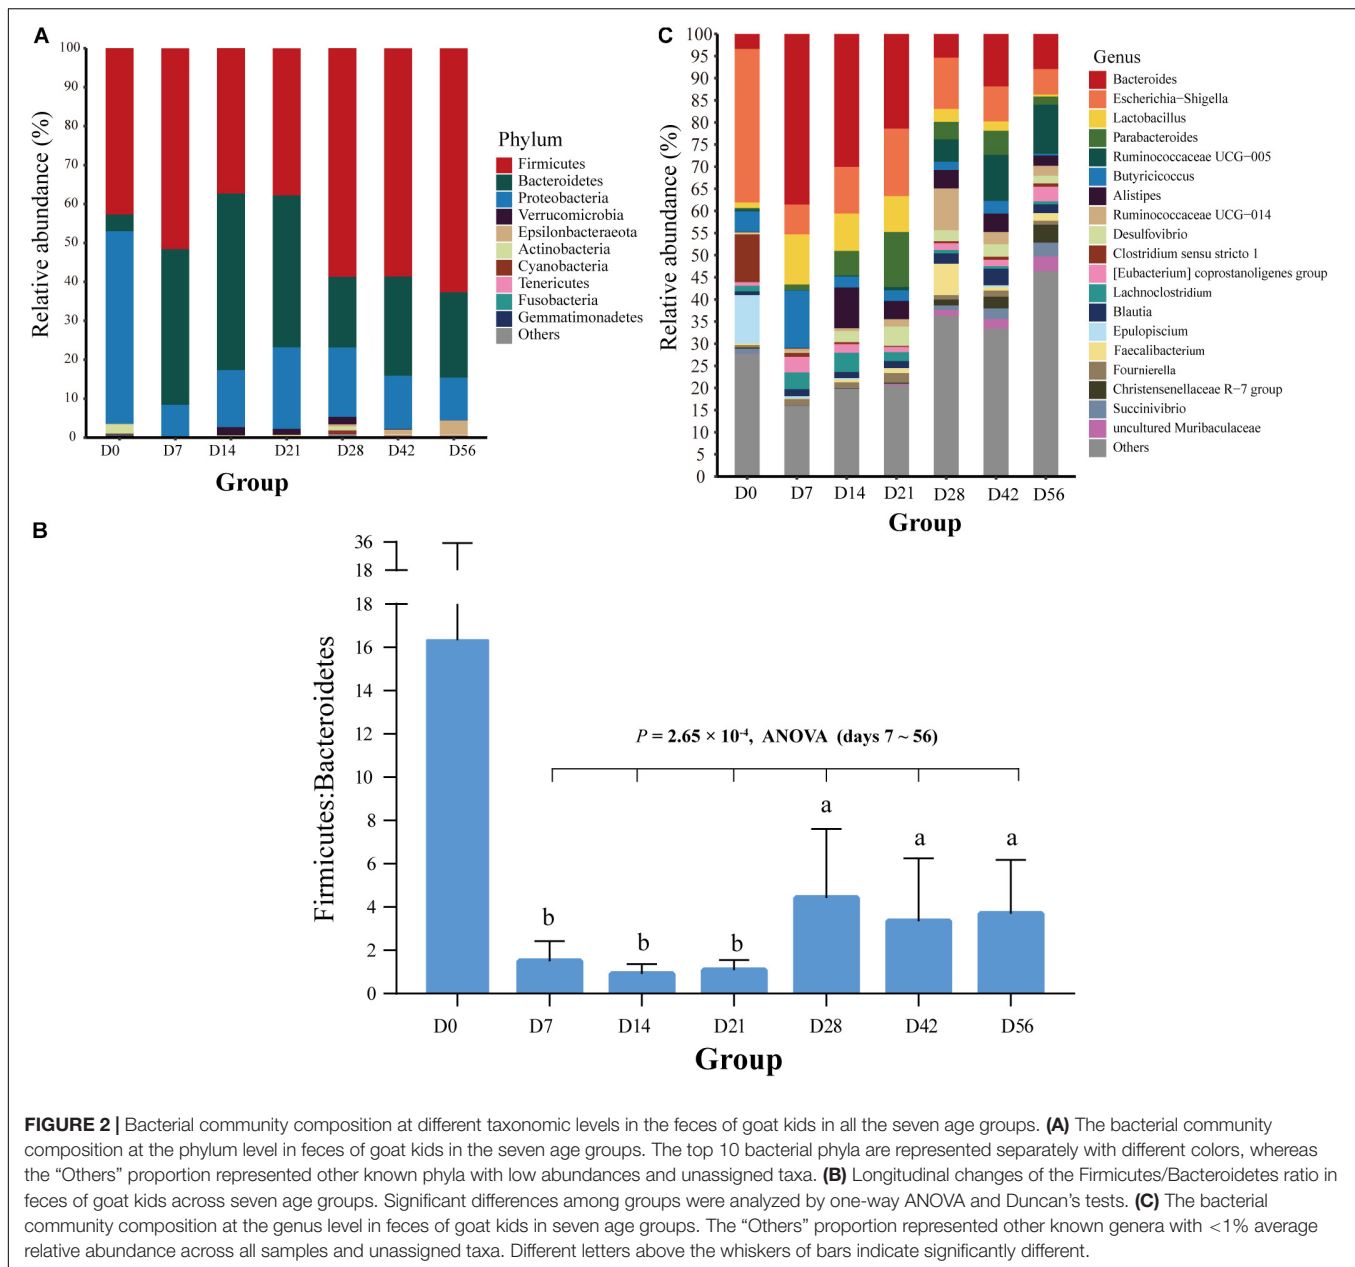 A
100
90
80
70
60
50
40
30
20
10
0
Relative abundance (%)
D0 D7 D14 D21 D28 D42 D56
Group
Phylum
Firmicutes
Bacteroidetes
Proteobacteria
Verrucomicrobia
Epsilonbacteraeota
Actinobacteria
Cyanobacteria
Tenericutes
Fusobacteria
Gemmatimonadetes
Others
C
100
95
90
85
80
75
70
65
60
55
50
45
40
35
30
25
20
15
10
5
0
Relative abundance (%)
D0 D7 D14 D21 D28 D42 D56
Group
Genus
Bacteroides
Escherichia−Shigella
Lactobacillus
Parabacteroides
Ruminococcaceae UCG−005
Butyricicoccus
Alistipes
Ruminococcaceae UCG−014
Desulfovibrio
Clostridium sensu stricto 1
[Eubacterium] coprostanoligenes group
Lachnoclostridium
Blautia
Epulopiscium
Faecalibacterium
Fournierella
Christensenellaceae R−7 group
Succinivibrio
uncultured Muribaculaceae
Others
B
36
18
18
16
14
12
10
8
6
4
2
0
Firmicutes:Bacteroidetes
P = 2.65 × 10⁻⁴, ANOVA (days 7 ~ 56)
b b b a a a
D0 D7 D14 D21 D28 D42 D56
Group
FIGURE 2 | Bacterial community composition at different taxonomic levels in the feces of goat kids in all the seven age groups. (A) The bacterial community
composition at the phylum level in feces of goat kids in the seven age groups. The top 10 bacterial phyla are represented separately with different colors, whereas
the “Others” proportion represented other known phyla with low abundances and unassigned taxa. (B) Longitudinal changes of the Firmicutes/Bacteroidetes ratio in
feces of goat kids across seven age groups. Significant differences among groups were analyzed by one-way ANOVA and Duncan’s tests. (C) The bacterial
community composition at the genus level in feces of goat kids in seven age groups. The “Others” proportion represented other known genera with <1% average
relative abundance across all samples and unassigned taxa. Different letters above the whiskers of bars indicate significantly different.